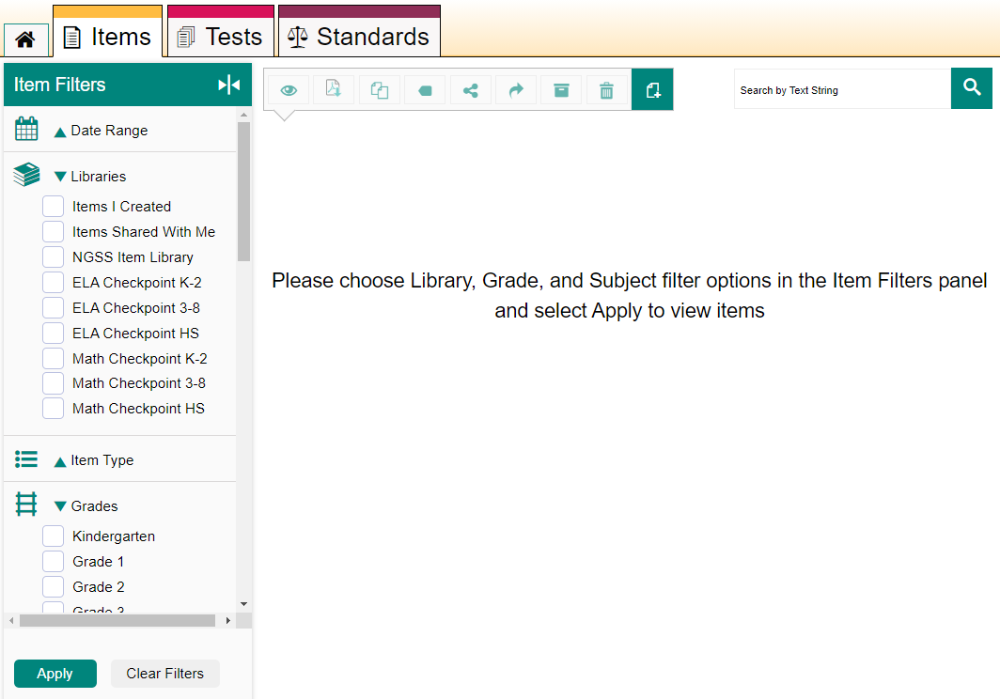 Items
Tests
Standards
Item Filters
Search by Text String
Date Range
Libraries
Items I Created
Items Shared With Me
NGSS Item Library
ELA Checkpoint K-2
ELA Checkpoint 3-8
ELA Checkpoint HS
Math Checkpoint K-2
Math Checkpoint 3-8
Math Checkpoint HS
Item Type
Grades
Kindergarten
Grade 1
Grade 2
Grade 3
Apply
Clear Filters
Please choose Library, Grade, and Subject filter options in the Item Filters panel
and select Apply to view items